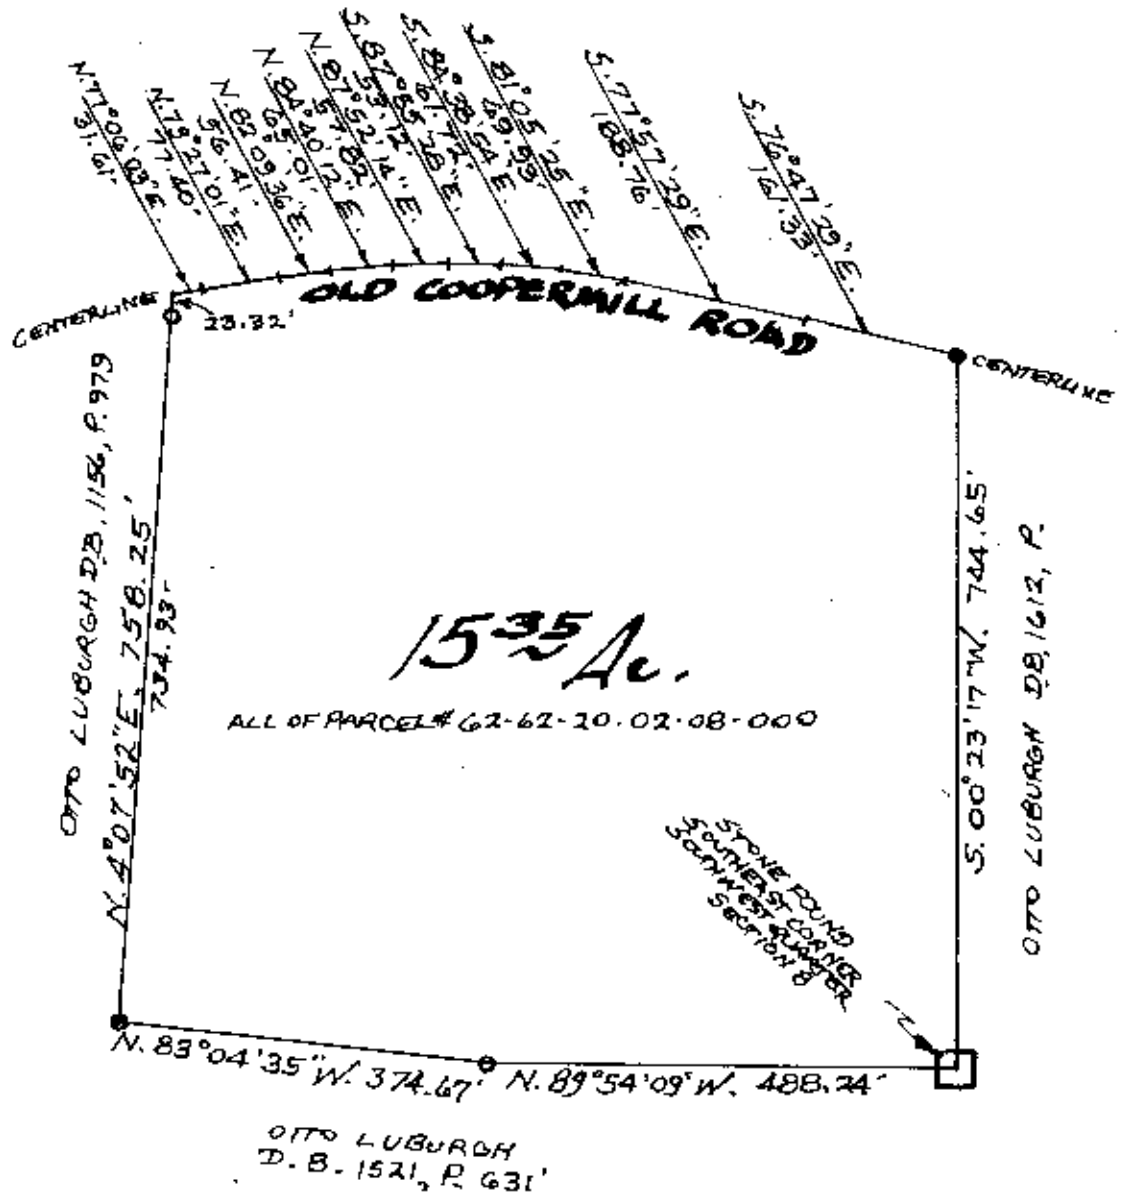 N. 77° 06' 03" E.
31.61'
N. 79° 27' 01" E.
77.40'
N. 82° 09' 36" E.
56.41'
N. 84° 40' 12" E.
65.01'
N. 87° 52' 14" E.
57.82'
S. 87° 55' 28" E.
53.12'
S. 84° 38' 54" E.
61.72'
S. 81° 05' 25" E.
69.99'
S. 77° 57' 29" E.
188.76'
S. 76° 47' 29" E.
161.33'
CENTERLINE
23.32'
OLD COOPERMILL ROAD
CENTERLINE
OTTO LUBURGH D.B. 1156, P. 979
N. 4° 07' 52" E. 758.25'
734.93'
15 35 Ac.
ALL OF PARCEL# 62-62-20-02-08-000
S. 00° 23' 17" W. 744.65'
OTTO LUBURGH D.B. 1612, P.
STONE FOUND
SOUTHEAST CORNER
SOUTHWEST QUARTER
SECTION 8
N. 83° 04' 35" W. 374.67'
N. 89° 54' 09" W. 488.24'
OTTO LUBURGH
D.B. 1521, P. 631'